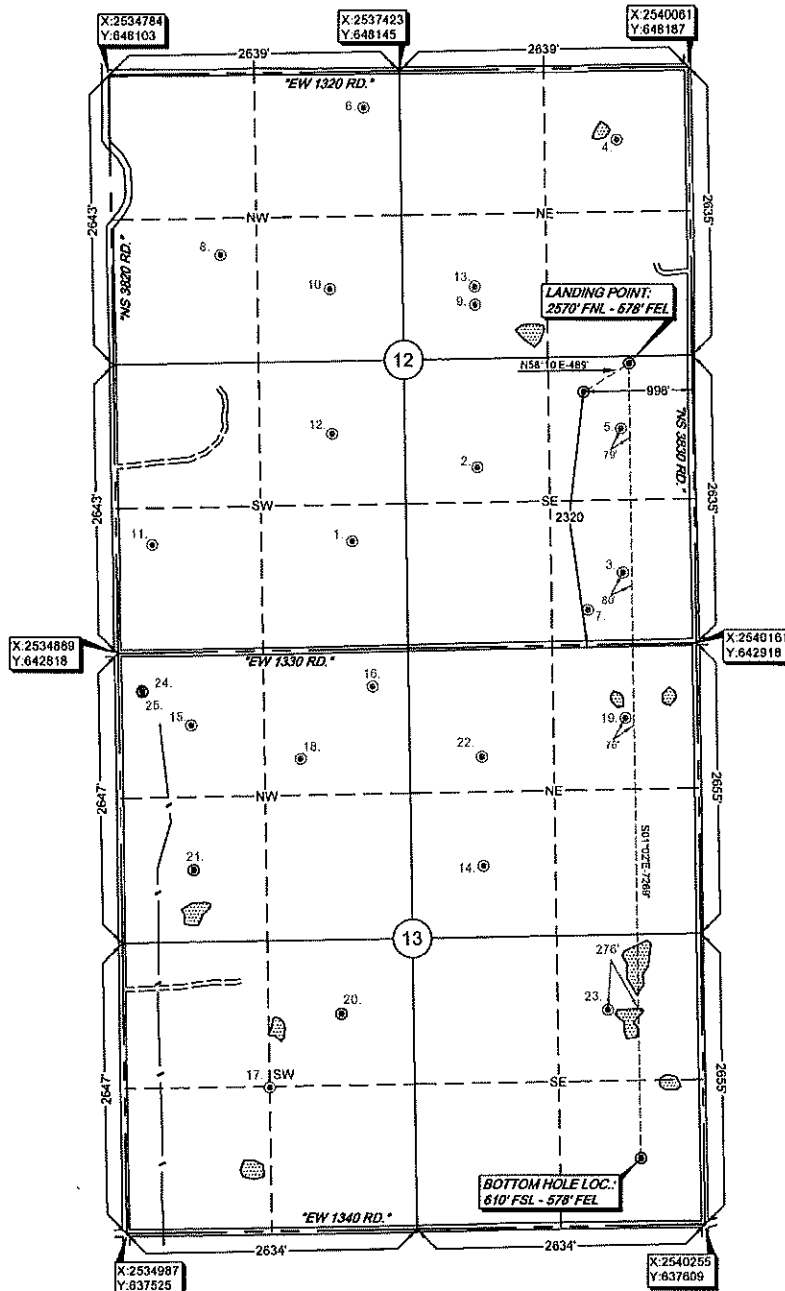 X:2534784
Y:648103
X:2537423
Y:648145
X:2540061
Y:648187
2639'
2639'
"EW 1320 RD."
6.
4.
2643'
2635'
NW
NE
"NS 3820 RD."
8.
10.
13.
9.
LANDING POINT:
2570' FNL - 578' FEL
12
N58°10'E-489'
998'
"NS 3830 RD."
5.
79'
12.
2.
2643'
2635'
SW
SE
2320
11.
1.
3.
80'
7.
X:2534889
Y:642818
X:2540161
Y:642918
"EW 1330 RD."
24.
25.
16.
15.
19.
76'
18.
22.
2647'
2655'
NW
NE
S01°02'E-7269'
21.
14.
13
276'
23.
20.
17.
SW
SE
2647'
2655'
BOTTOM HOLE LOC.:
610' FSL - 578' FEL
"EW 1340 RD."
2634'
2634'
X:2534987
Y:637525
X:2540255
Y:637609